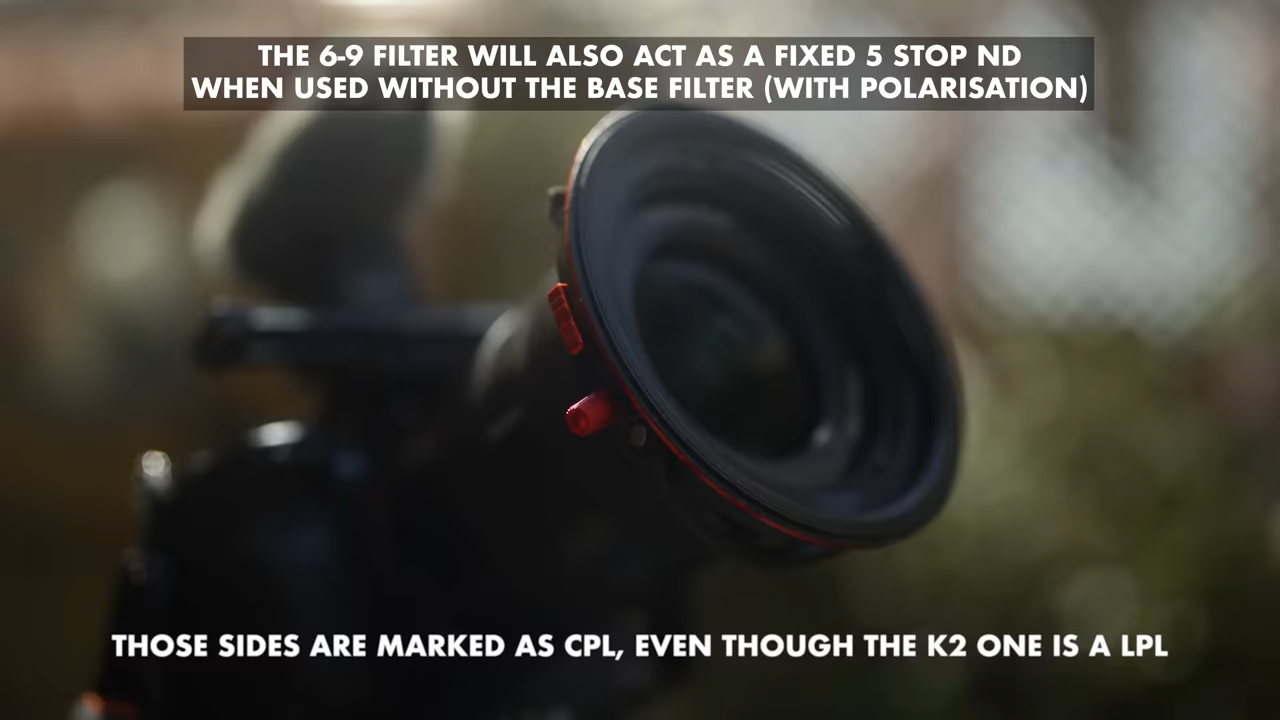 THE 6-9 FILTER WILL ALSO ACT AS A FIXED 5 STOP ND
WHEN USED WITHOUT THE BASE FILTER (WITH POLARISATION)
THOSE SIDES ARE MARKED AS CPL, EVEN THOUGH THE K2 ONE IS A LPL